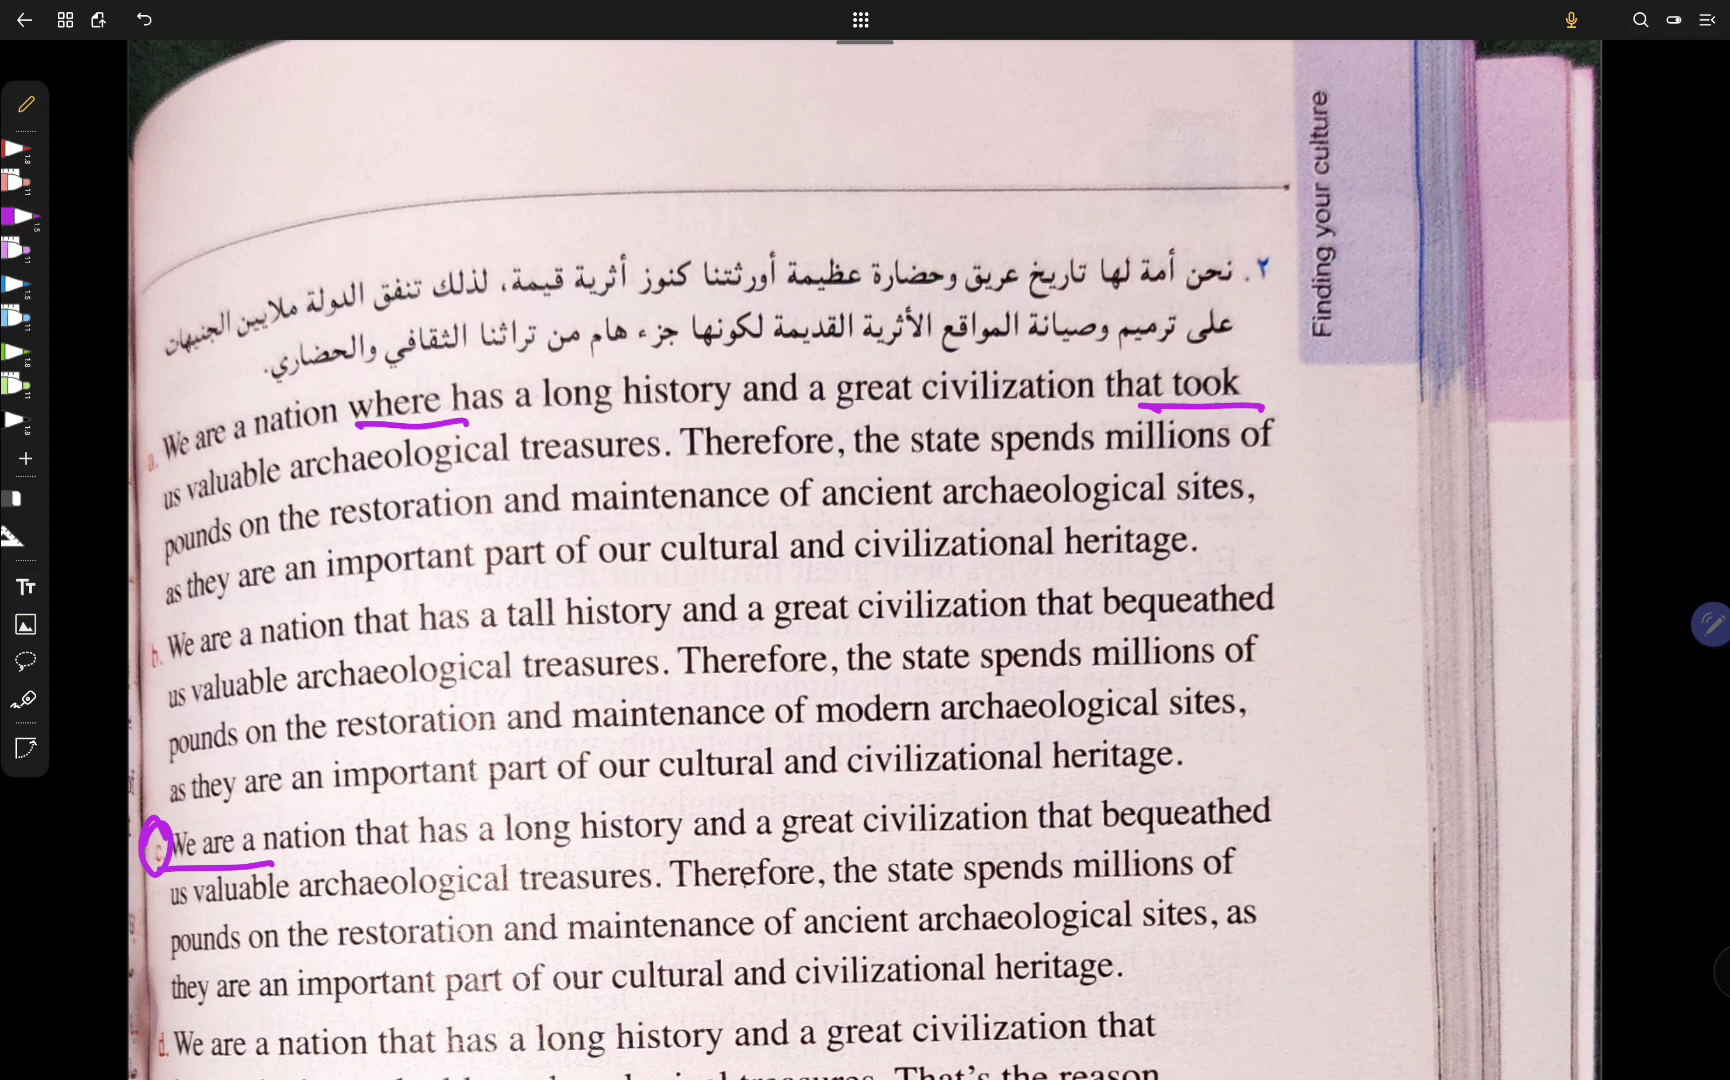 Finding your culture
٢. نحن أمة لها تاريخ عريق وحضارة عظيمة أورثتنا كنوز أثرية قيمة، لذلك تنفق الدولة ملايين الجنيهات
على ترميم وصيانة المواقع الأثرية القديمة لكونها جزء هام من تراثنا الثقافي والحضاري.
a. We are a nation where has a long history and a great civilization that took
us valuable archaeological treasures. Therefore, the state spends millions of
pounds on the restoration and maintenance of ancient archaeological sites,
as they are an important part of our cultural and civilizational heritage.
b. We are a nation that has a tall history and a great civilization that bequeathed
us valuable archaeological treasures. Therefore, the state spends millions of
pounds on the restoration and maintenance of modern archaeological sites,
as they are an important part of our cultural and civilizational heritage.
c. We are a nation that has a long history and a great civilization that bequeathed
us valuable archaeological treasures. Therefore, the state spends millions of
pounds on the restoration and maintenance of ancient archaeological sites, as
they are an important part of our cultural and civilizational heritage.
d. We are a nation that has a long history and a great civilization that
treasures. That's the reason